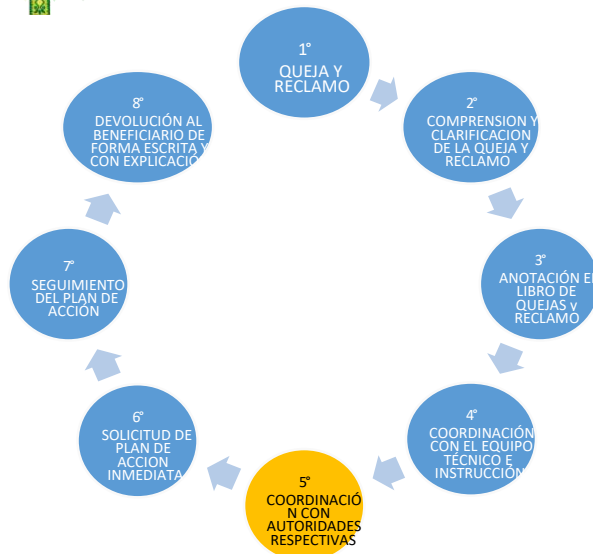 1°
QUEJA Y
RECLAMO
2°
COMPRENSION Y
CLARIFICACION
DE LA QUEJA Y
RECLAMO
3°
ANOTACIÓN E
LIBRO DE
QUEJAS y
RECLAMO
4°
COORDINACIÓN
CON EL EQUIPO
TÉCNICO E
INSTRUCCIÓN
5°
COORDINACIÓ
N CON
AUTORIDADES
RESPECTIVAS
6°
SOLICITUD DE
PLAN DE
ACCION
INMEDIATA
7°
SEGUIMIENTO
DEL PLAN DE
ACCIÓN
8°
DEVOLUCIÓN AL
BENEFICIARIO DE
FORMA ESCRITA Y
CON EXPLICACIÓ